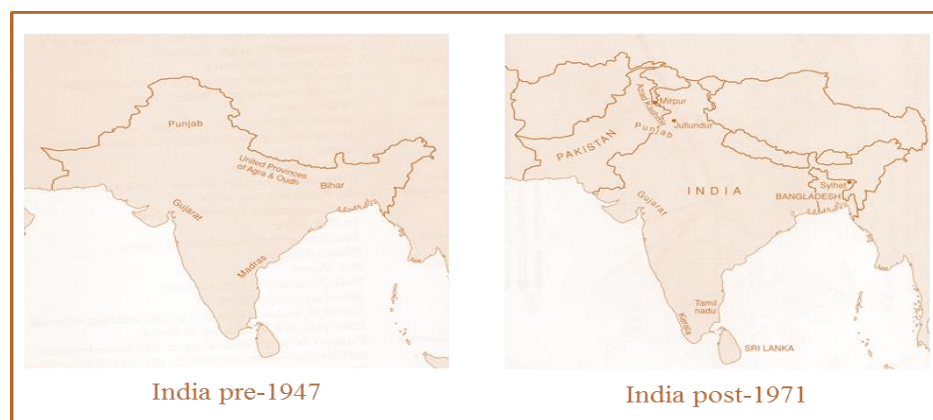 Punjab
United Provinces
of Agra & Oudh
Bihar
Gujarat
Madras
India pre-1947
Mirpur
Azad Kashmir
Jullundur
Punjab
PAKISTAN
INDIA
Sylhet
BANGLADESH
Gujarat
Tamil
nadu
Kerala
SRI LANKA
India post-1971